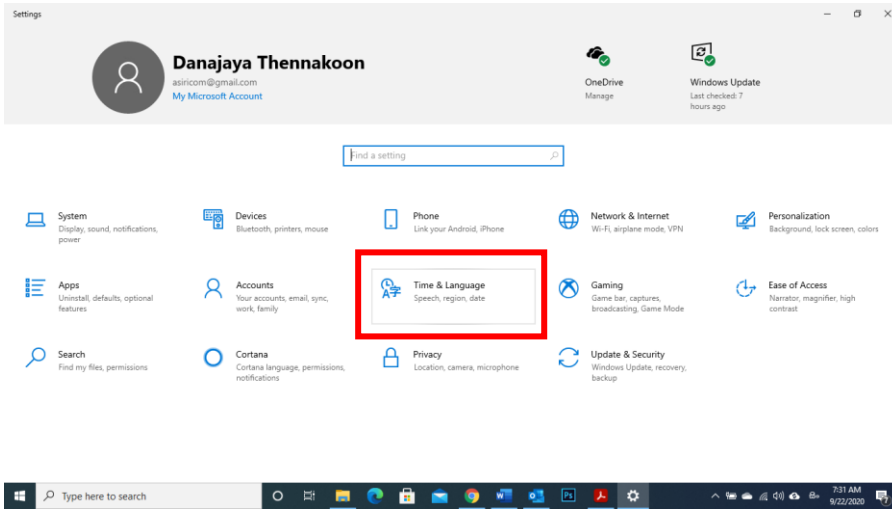 Settings
Danajaya Thennakoon
asiricom@gmail.com
My Microsoft Account
OneDrive
Manage
Windows Update
Last checked: 7
hours ago
Find a setting
System
Display, sound, notifications,
power
Devices
Bluetooth, printers, mouse
Phone
Link your Android, iPhone
Network & Internet
Wi-Fi, airplane mode, VPN
Personalization
Background, lock screen, colors
Apps
Uninstall, defaults, optional
features
Accounts
Your accounts, email, sync,
work, family
Time & Language
Speech, region, date
A字
Gaming
Game bar, captures,
broadcasting, Game Mode
Ease of Access
Narrator, magnifier, high
contrast
Search
Find my files, permissions
Cortana
Cortana language, permissions,
notifications
Privacy
Location, camera, microphone
Update & Security
Windows Update, recovery,
backup
Type here to search
Ps
7:31 AM
9/22/2020